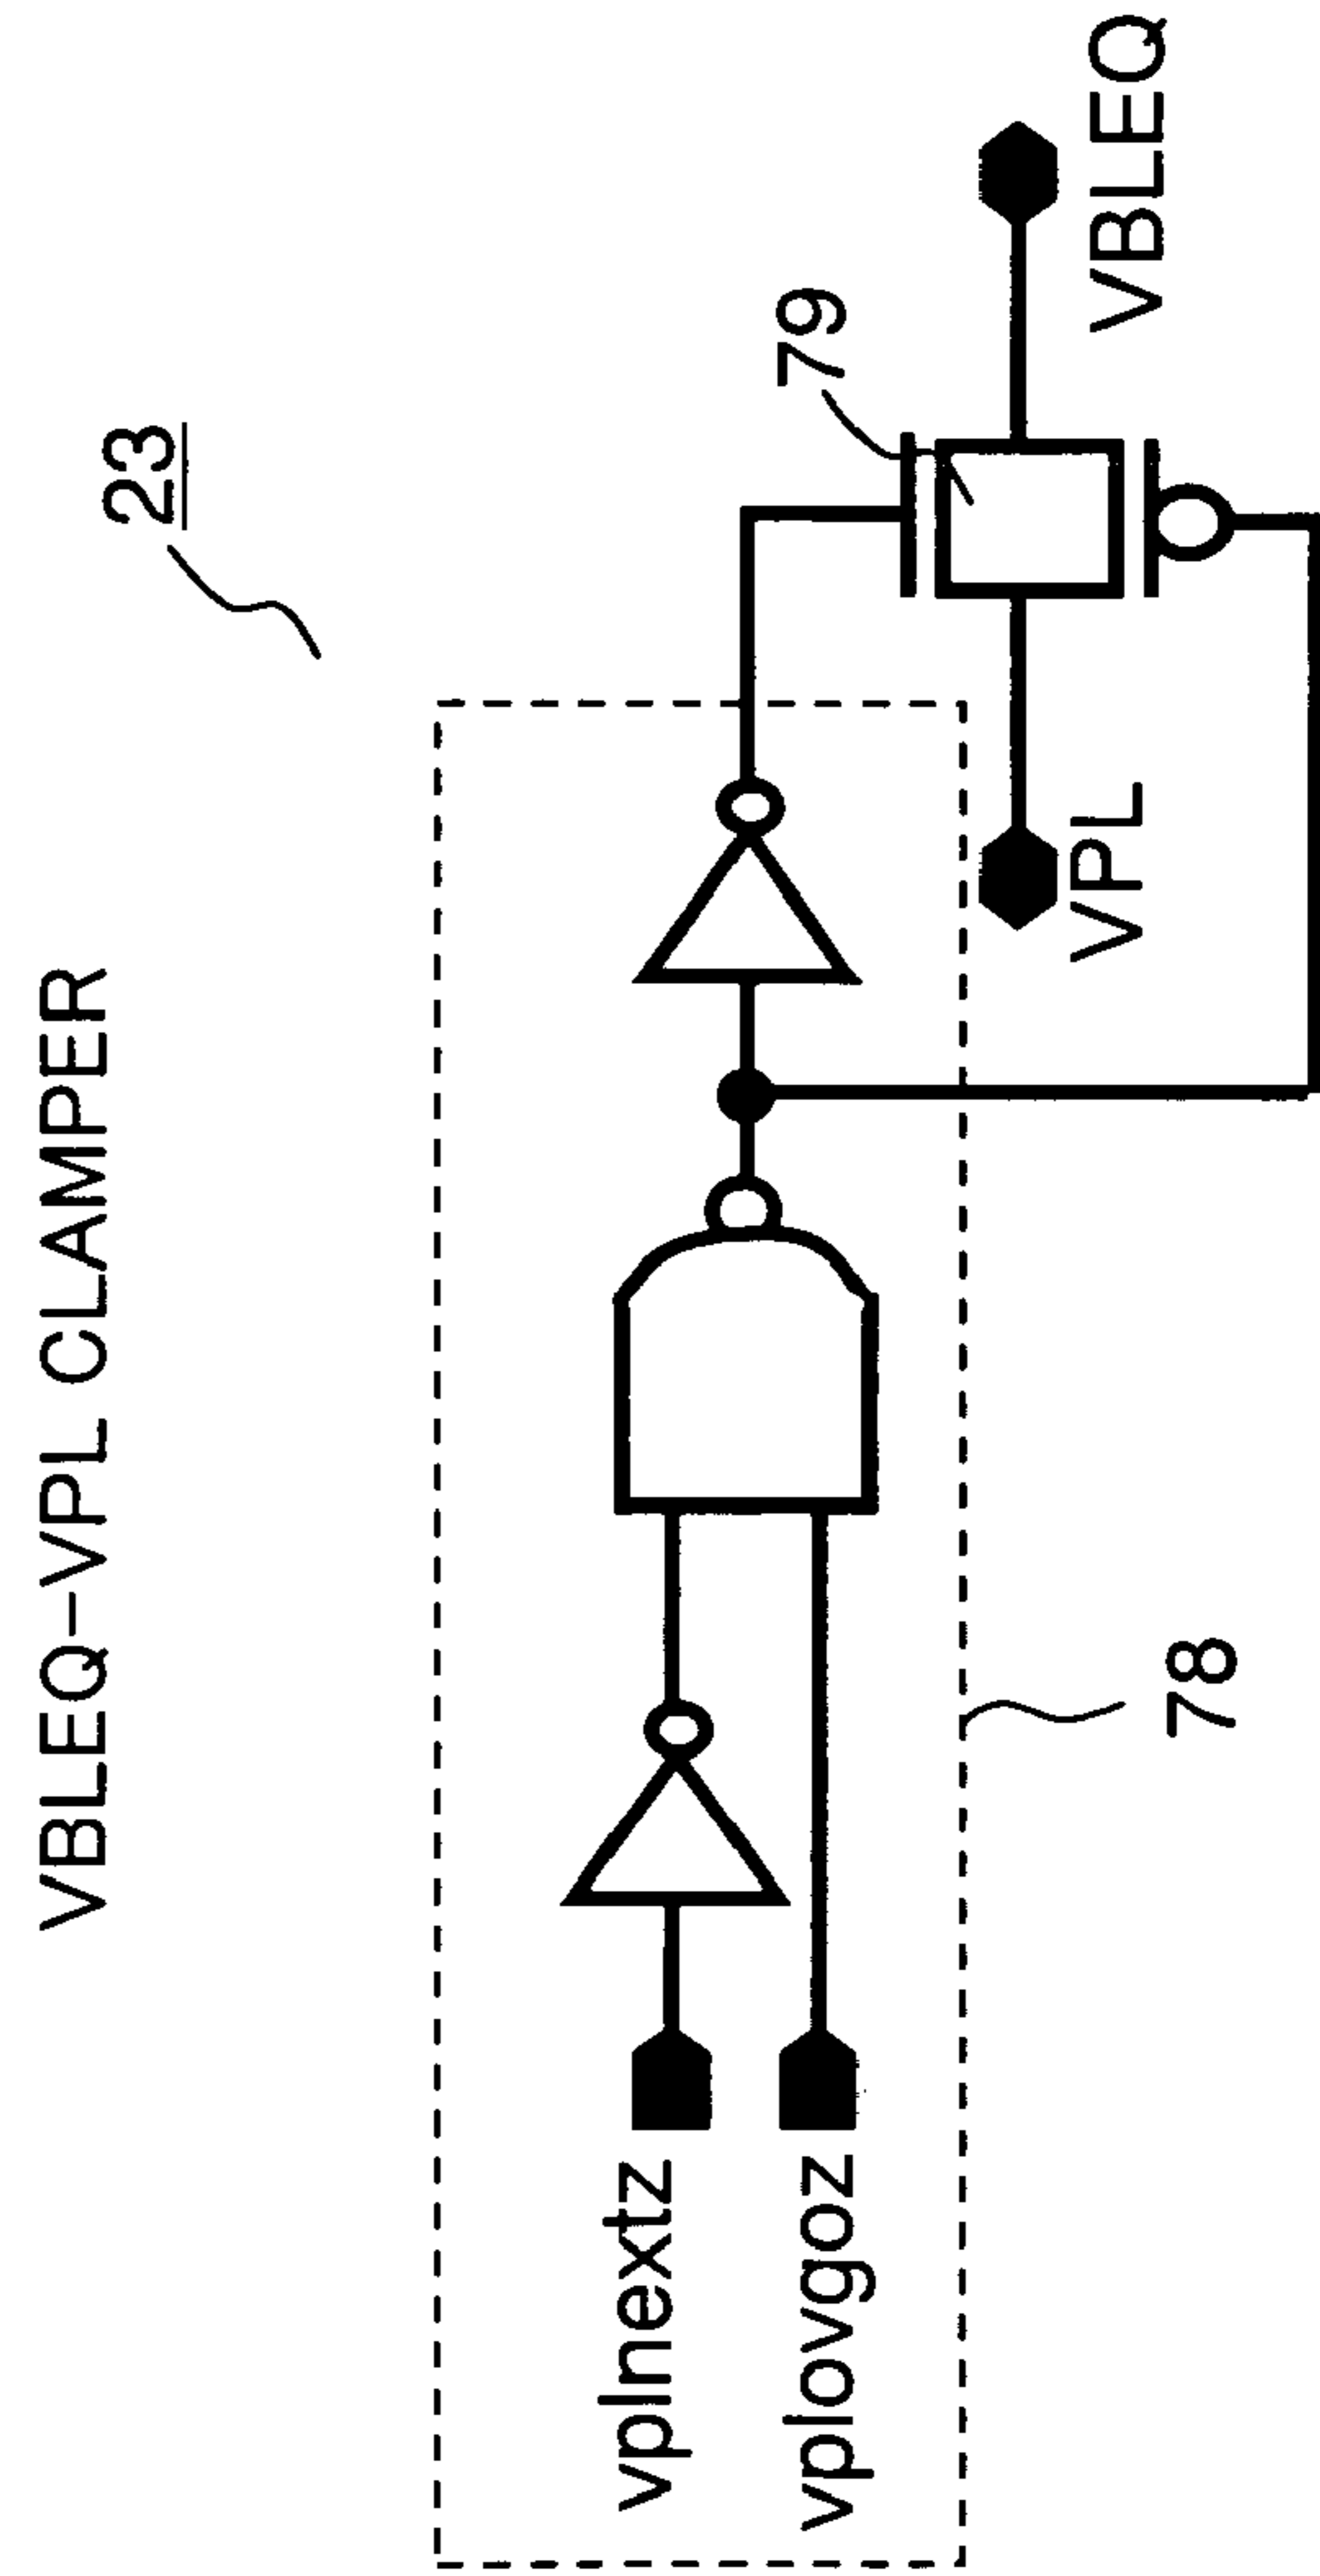 VBLEQ-VPL CLAMPER
23
79
VBLEQ
VPL
vplnextz
vplovgoz
78